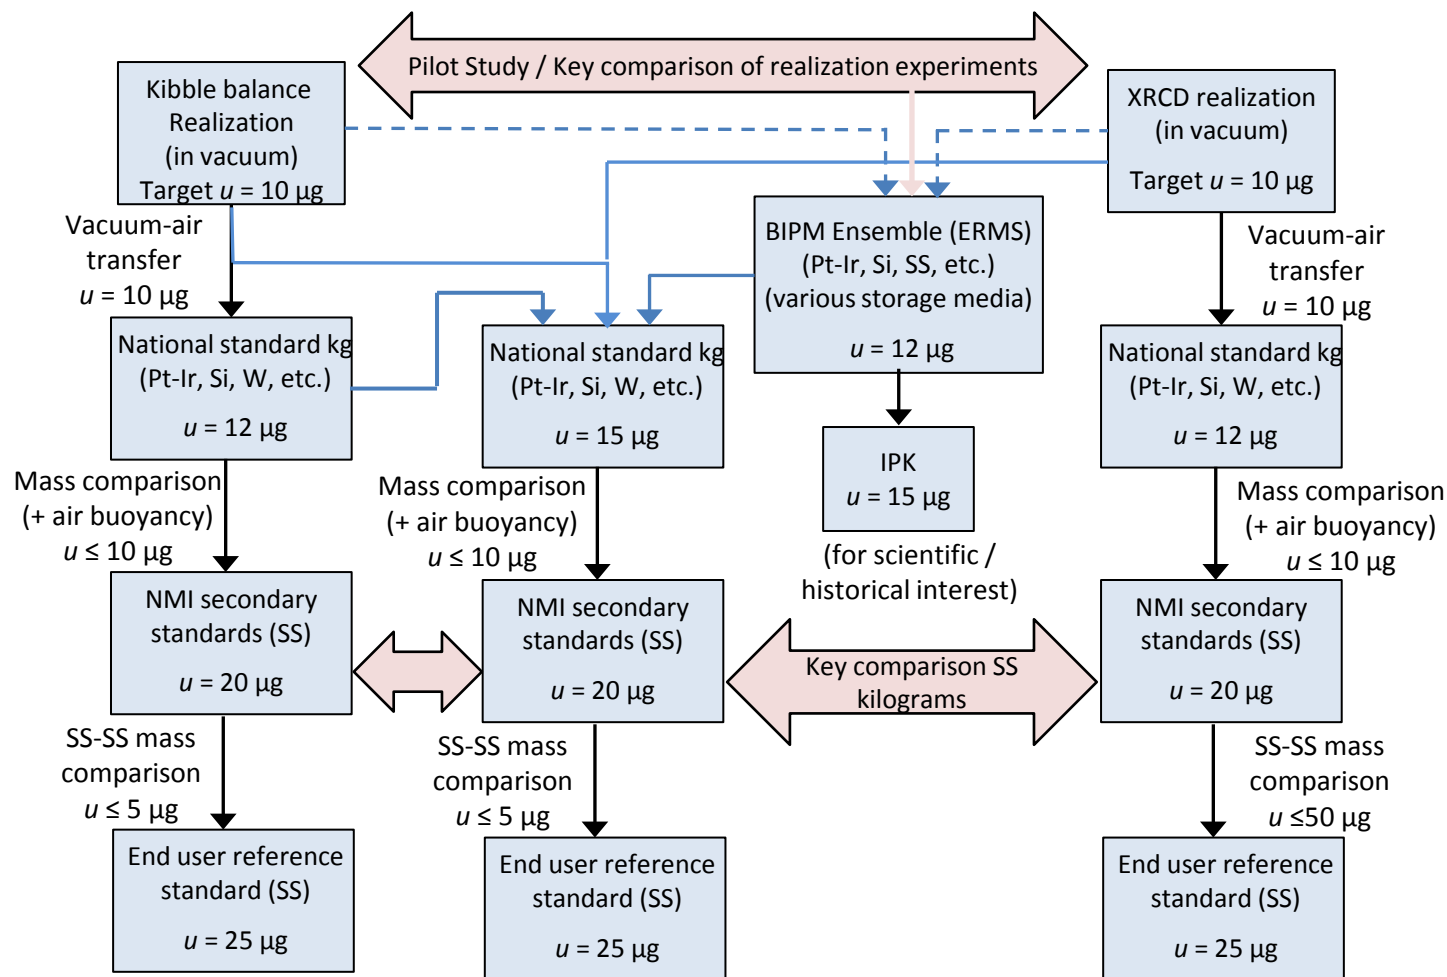 Pilot Study / Key comparison of realization experiments
Kibble balance
Realization
(in vacuum)
Target u = 10 µg
XRCD realization
(in vacuum)
Target u = 10 µg
Vacuum-air
transfer
u = 10 µg
BIPM Ensemble (ERMS)
(Pt-Ir, Si, SS, etc.)
(various storage media)
u = 12 µg
Vacuum-air
transfer
u = 10 µg
National standard kg
(Pt-Ir, Si, W, etc.)
u = 12 µg
National standard kg
(Pt-Ir, Si, W, etc.)
u = 15 µg
National standard kg
(Pt-Ir, Si, W, etc.)
u = 12 µg
IPK
u = 15 µg
(for scientific /
historical interest)
Mass comparison
(+ air buoyancy)
u ≤ 10 µg
Mass comparison
(+ air buoyancy)
u ≤ 10 µg
Mass comparison
(+ air buoyancy)
u ≤ 10 µg
NMI secondary
standards (SS)
u = 20 µg
NMI secondary
standards (SS)
u = 20 µg
Key comparison SS
kilograms
NMI secondary
standards (SS)
u = 20 µg
SS-SS mass
comparison
u ≤ 5 µg
SS-SS mass
comparison
u ≤ 5 µg
SS-SS mass
comparison
u ≤50 µg
End user reference
standard (SS)
u = 25 µg
End user reference
standard (SS)
u = 25 µg
End user reference
standard (SS)
u = 25 µg